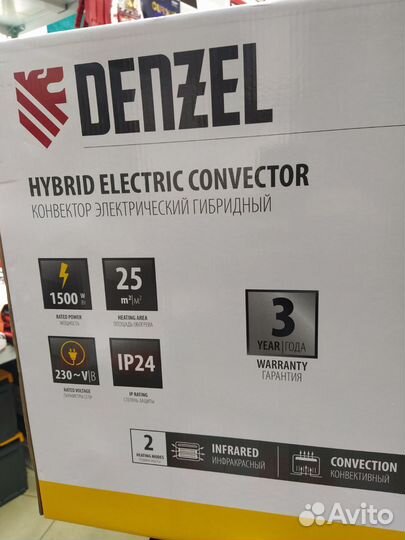 DENZEL
HYBRID ELECTRIC CONVECTOR
КОНВЕКТОР ЭЛЕКТРИЧЕСКИЙ ГИБРИДНЫЙ
1500 W
RATED POWER
МОЩНОСТЬ
25
m² | м²
HEATING AREA
ПЛОЩАДЬ ОБОГРЕВА
230 ~ V | В
RATED VOLTAGE
ПАРАМЕТРЫ СЕТИ
IP24
IP RATING
СТЕПЕНЬ ЗАЩИТЫ
3
YEAR | ГОДА
WARRANTY
ГАРАНТИЯ
2
HEATING MODES
INFRARED
ИНФРАКРАСНЫЙ
CONVECTION
КОНВЕКТИВНЫЙ
Avito